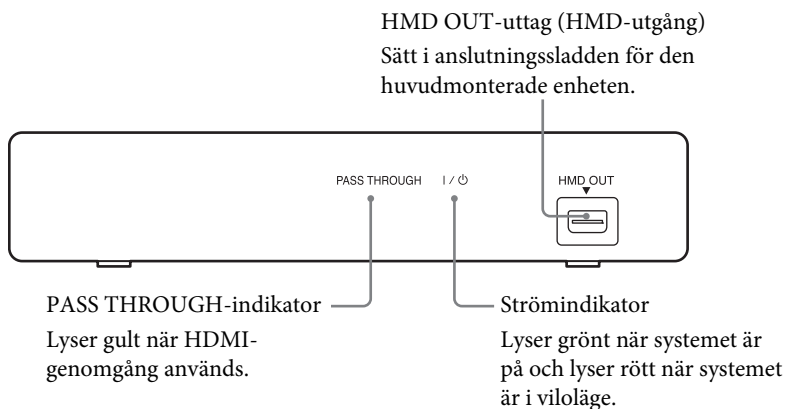 HMD OUT-uttag (HMD-utgång)
Sätt i anslutningssladden för den
huvudmonterade enheten.
PASS THROUGH
I / ⏻
HMD OUT
PASS THROUGH-indikator
Lyser gult när HDMI-
genomgång används.
Strömindikator
Lyser grönt när systemet är
på och lyser rött när systemet
är i viloläge.